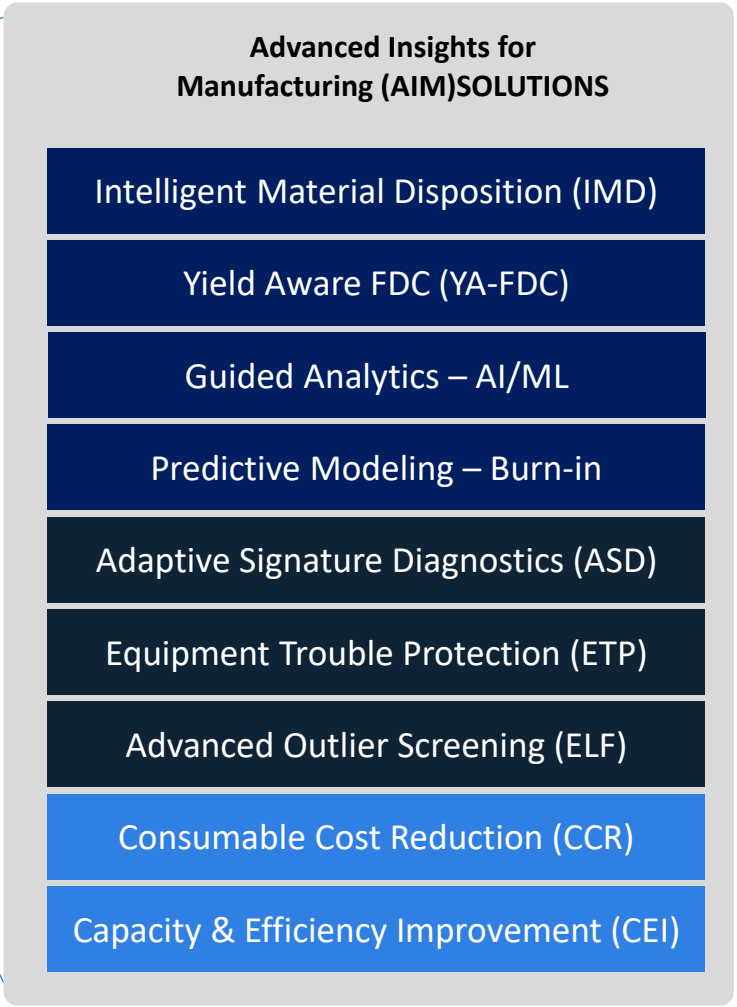 Advanced Insights for
Manufacturing (AIM)SOLUTIONS
Intelligent Material Disposition (IMD)
Yield Aware FDC (YA-FDC)
Guided Analytics – AI/ML
Predictive Modeling – Burn-in
Adaptive Signature Diagnostics (ASD)
Equipment Trouble Protection (ETP)
Advanced Outlier Screening (ELF)
Consumable Cost Reduction (CCR)
Capacity & Efficiency Improvement (CEI)